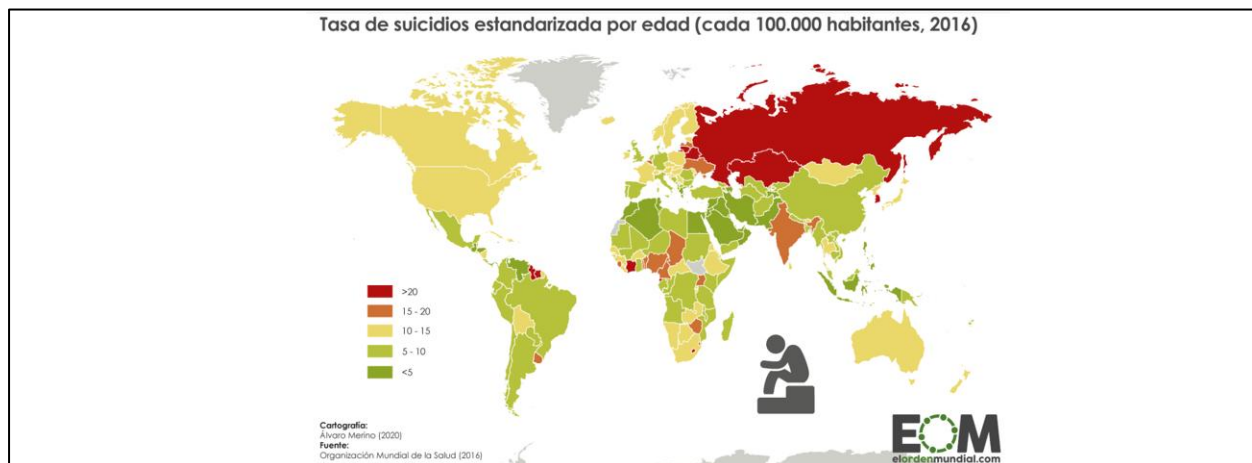 Tasa de suicidios estandarizada por edad (cada 100.000 habitantes, 2016)
>20
15 - 20
10 - 15
5 - 10
<5
Cartografía:
Álvaro Merino (2020)
Fuente:
Organización Mundial de la Salud (2016)
EOM
elordenmundial.com